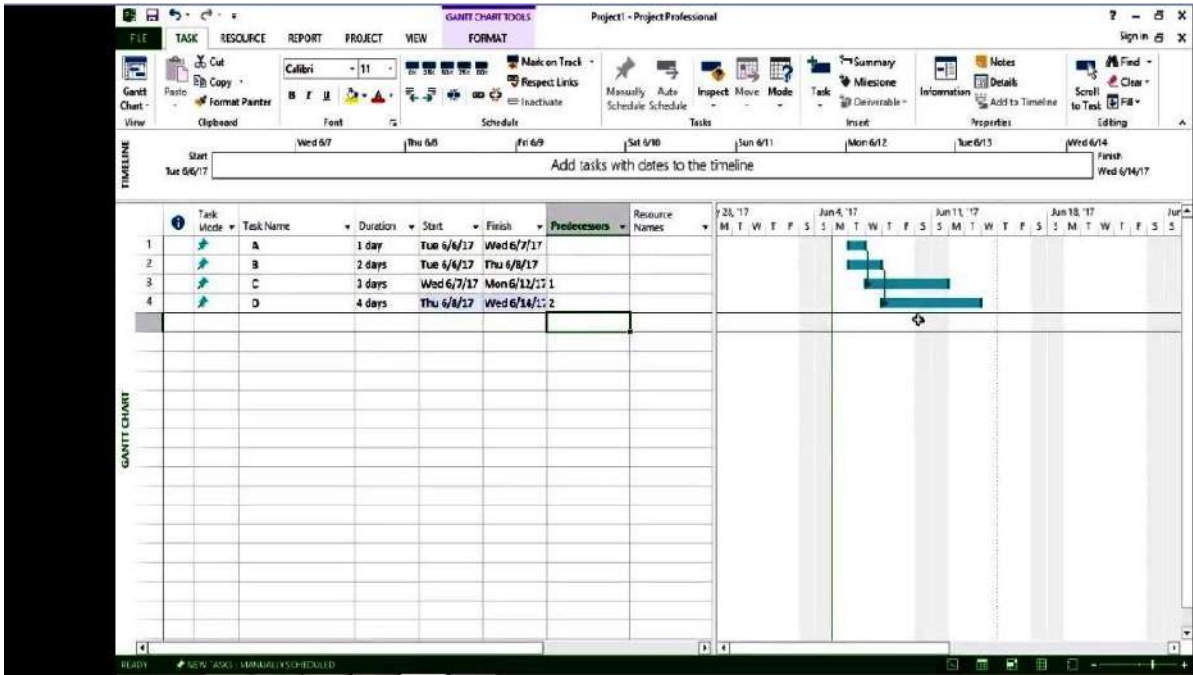 GANTT CHART TOOLS Project1 - Project Professional
FILE TASK RESOURCE REPORT PROJECT VIEW FORMAT Sign in
Cut Calibri 11 Mark on Track Summary Notes Find
Gantt Chart Paste Copy Respect Links Manually Schedule Auto Schedule Inspect Move Mode Task Milestone Information Details Scroll to Task Clear
Format Painter B I U Inactivate Deliverable Add to Timeline Fill
View Clipboard Font Schedule Tasks Insert Properties Editing
TIMELINE
Wed 6/7 Thu 6/8 Fri 6/9 Sat 6/10 Sun 6/11 Mon 6/12 Tue 6/13 Wed 6/14
Start Add tasks with dates to the timeline Finish
Tue 6/6/17 Wed 6/14/17
Task Mode Task Name Duration Start Finish Predecessors Resource Names
28, '17 Jun 4, '17 Jun 11, '17 Jun 18, '17 Jun
M T W T F S S M T W T F S S M T W T F S S M T W T F S S
1 A 1 day Tue 6/6/17 Wed 6/7/17
2 B 2 days Tue 6/6/17 Thu 6/8/17
3 C 3 days Wed 6/7/17 Mon 6/12/17 1
4 D 4 days Thu 6/8/17 Wed 6/14/17 2
GANTT CHART
READY NEW TASKS : MANUALLY SCHEDULED